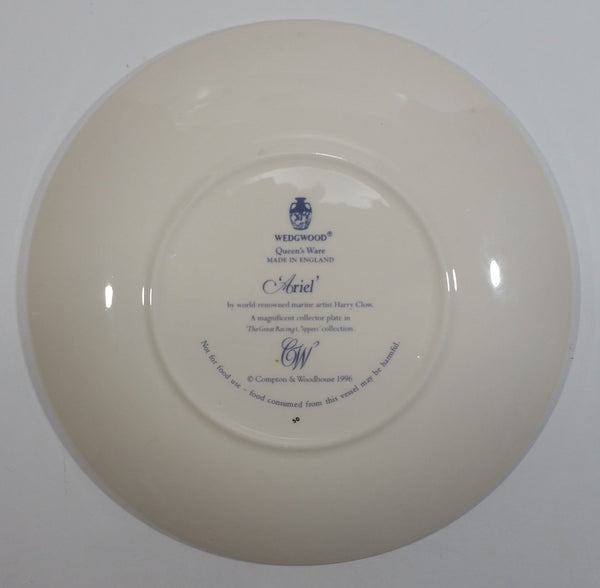 WEDGWOOD®
Queen's Ware
MADE IN ENGLAND
'Ariel'
by world-renowned marine artist Harry Clow.
A magnificent collector plate in
'The Great Racing collection.
CW
© Compton & Woodhouse 1996
Not for food use – food consumed from this vessel may be harmful.